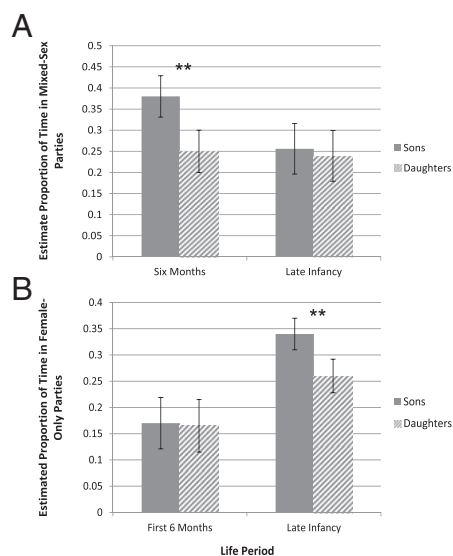 A
Estimate Proportion of Time in Mixed-Sex
Parties
0.5
0.45
0.4
0.35
0.3
0.25
0.2
0.15
0.1
0.05
0
**
Six Months
Late Infancy
Sons
Daughters
B
Estimated Proportion of Time in Female-
Only Parties
0.4
0.35
0.3
0.25
0.2
0.15
0.1
0.05
0
**
First 6 Months
Late Infancy
Sons
Daughters
Life Period